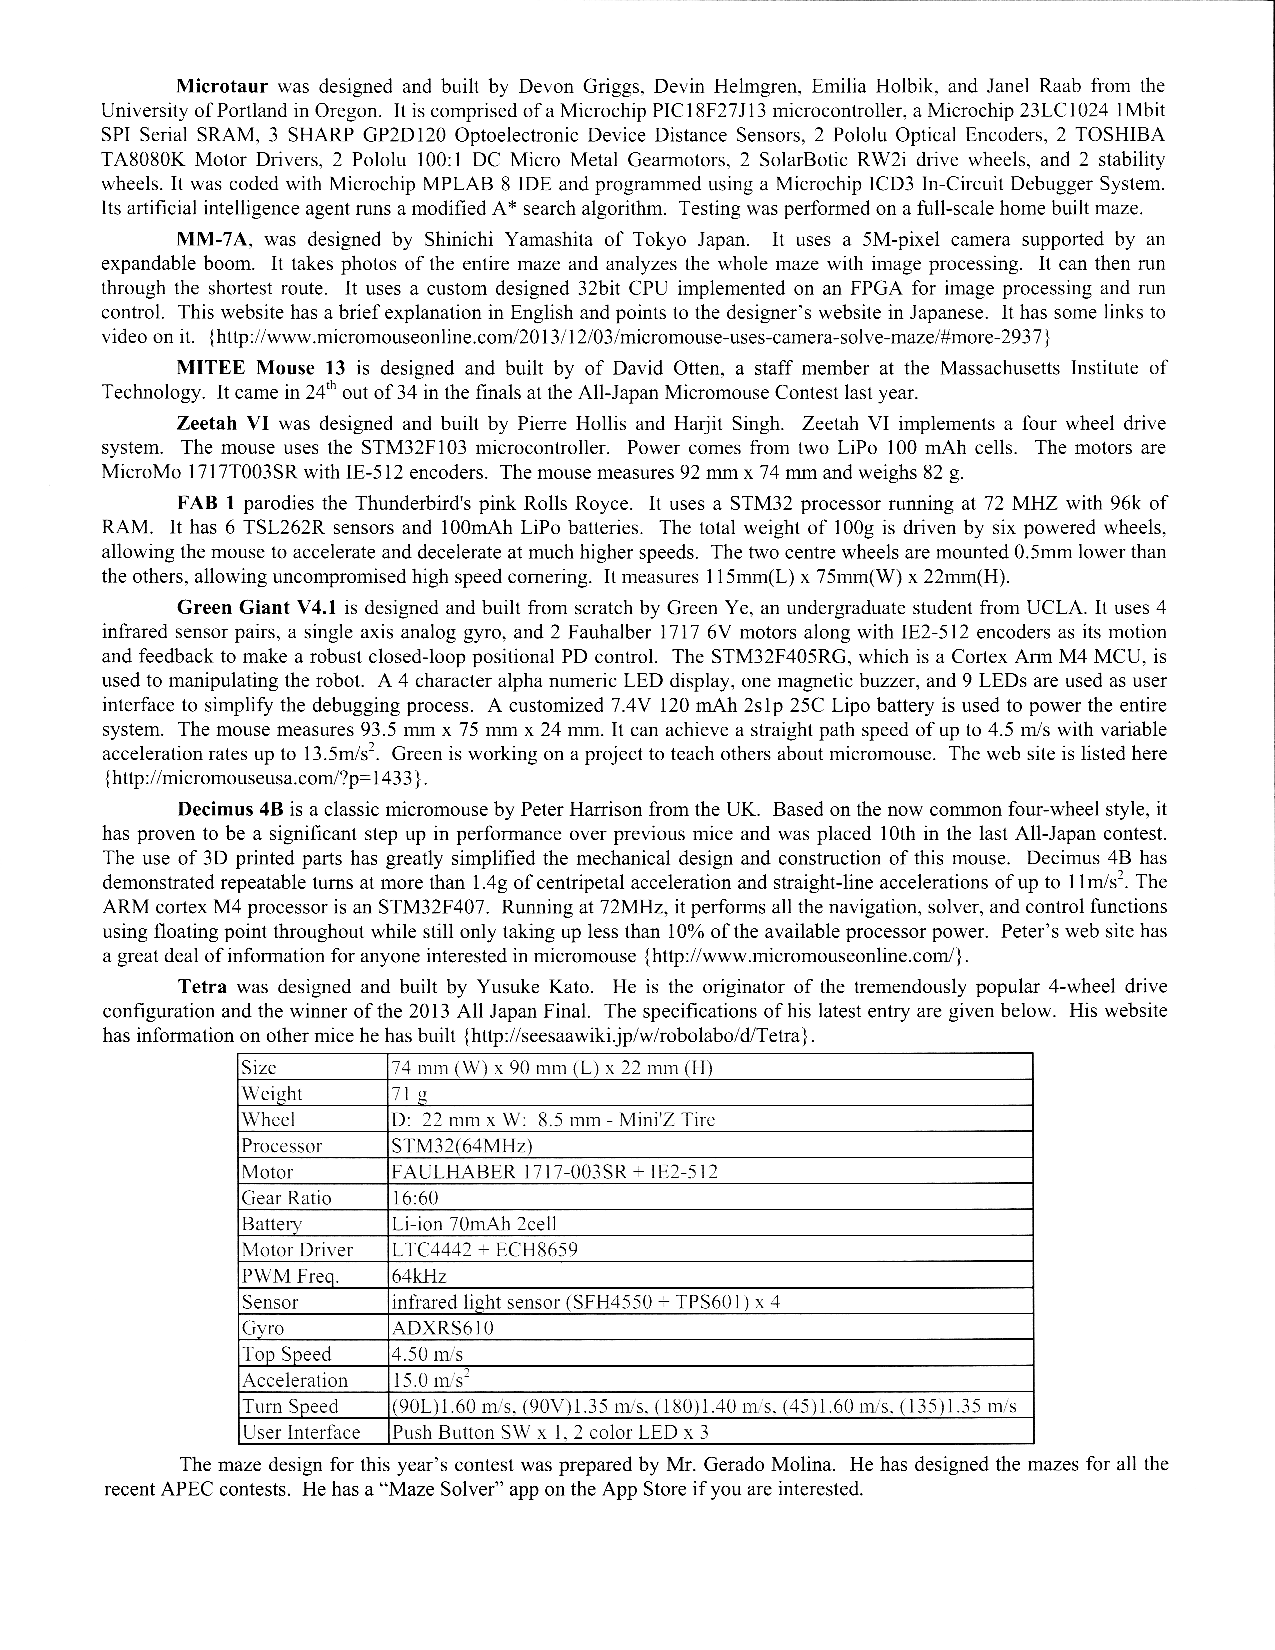 Microtaur was designed and built by Devon Griggs, Devin Helmgren, Emilia Holbik, and Janel Raab from the
University of Portland in Oregon. It is comprised of a Microchip PIC18F27J13 microcontroller, a Microchip 23LC1024 1Mbit
SPI Serial SRAM, 3 SHARP GP2D120 Optoelectronic Device Distance Sensors, 2 Pololu Optical Encoders, 2 TOSHIBA
TA8080K Motor Drivers, 2 Pololu 100:1 DC Micro Metal Gearmotors, 2 SolarBotic RW2i drive wheels, and 2 stability
wheels. It was coded with Microchip MPLAB 8 IDE and programmed using a Microchip ICD3 In-Circuit Debugger System.
Its artificial intelligence agent runs a modified A* search algorithm. Testing was performed on a full-scale home built maze.
MM-7A, was designed by Shinichi Yamashita of Tokyo Japan. It uses a 5M-pixel camera supported by an
expandable boom. It takes photos of the entire maze and analyzes the whole maze with image processing. It can then run
through the shortest route. It uses a custom designed 32bit CPU implemented on an FPGA for image processing and run
control. This website has a brief explanation in English and points to the designer's website in Japanese. It has some links to
video on it. {http://www.micromouseonline.com/2013/12/03/micromouse-uses-camera-solve-maze/#more-2937}
MITEE Mouse 13 is designed and built by of David Otten, a staff member at the Massachusetts Institute of
Technology. It came in 24th out of 34 in the finals at the All-Japan Micromouse Contest last year.
Zeetah VI was designed and built by Pierre Hollis and Harjit Singh. Zeetah VI implements a four wheel drive
system. The mouse uses the STM32F103 microcontroller. Power comes from two LiPo 100 mAh cells. The motors are
MicroMo 1717T003SR with IE-512 encoders. The mouse measures 92 mm x 74 mm and weighs 82 g.
FAB 1 parodies the Thunderbird's pink Rolls Royce. It uses a STM32 processor running at 72 MHZ with 96k of
RAM. It has 6 TSL262R sensors and 100mAh LiPo batteries. The total weight of 100g is driven by six powered wheels,
allowing the mouse to accelerate and decelerate at much higher speeds. The two centre wheels are mounted 0.5mm lower than
the others, allowing uncompromised high speed cornering. It measures 115mm(L) x 75mm(W) x 22mm(H).
Green Giant V4.1 is designed and built from scratch by Green Ye, an undergraduate student from UCLA. It uses 4
infrared sensor pairs, a single axis analog gyro, and 2 Fauhalber 1717 6V motors along with IE2-512 encoders as its motion
and feedback to make a robust closed-loop positional PD control. The STM32F405RG, which is a Cortex Arm M4 MCU, is
used to manipulating the robot. A 4 character alpha numeric LED display, one magnetic buzzer, and 9 LEDs are used as user
interface to simplify the debugging process. A customized 7.4V 120 mAh 2s1p 25C Lipo battery is used to power the entire
system. The mouse measures 93.5 mm x 75 mm x 24 mm. It can achieve a straight path speed of up to 4.5 m/s with variable
acceleration rates up to 13.5m/s². Green is working on a project to teach others about micromouse. The web site is listed here
{http://micromouseusa.com/?p=1433}.
Decimus 4B is a classic micromouse by Peter Harrison from the UK. Based on the now common four-wheel style, it
has proven to be a significant step up in performance over previous mice and was placed 10th in the last All-Japan contest.
The use of 3D printed parts has greatly simplified the mechanical design and construction of this mouse. Decimus 4B has
demonstrated repeatable turns at more than 1.4g of centripetal acceleration and straight-line accelerations of up to 11m/s². The
ARM cortex M4 processor is an STM32F407. Running at 72MHz, it performs all the navigation, solver, and control functions
using floating point throughout while still only taking up less than 10% of the available processor power. Peter's web site has
a great deal of information for anyone interested in micromouse {http://www.micromouseonline.com/}.
Tetra was designed and built by Yusuke Kato. He is the originator of the tremendously popular 4-wheel drive
configuration and the winner of the 2013 All Japan Final. The specifications of his latest entry are given below. His website
has information on other mice he has built {http://seesaawiki.jp/w/robolabo/d/Tetra}.
Size 74 mm (W) x 90 mm (L) x 22 mm (H)
Weight 71 g
Wheel D: 22 mm x W: 8.5 mm - Mini'Z Tire
Processor STM32(64MHz)
Motor FAULHABER 1717-003SR + IE2-512
Gear Ratio 16:60
Battery Li-ion 70mAh 2cell
Motor Driver LTC4442 + ECH8659
PWM Freq. 64kHz
Sensor infrared light sensor (SFH4550 + TPS601) x 4
Gyro ADXRS610
Top Speed 4.50 m/s
Acceleration 15.0 m/s²
Turn Speed (90L)1.60 m/s, (90V)1.35 m/s, (180)1.40 m/s, (45)1.60 m/s, (135)1.35 m/s
User Interface Push Button SW x 1, 2 color LED x 3
The maze design for this year's contest was prepared by Mr. Gerado Molina. He has designed the mazes for all the
recent APEC contests. He has a "Maze Solver" app on the App Store if you are interested.